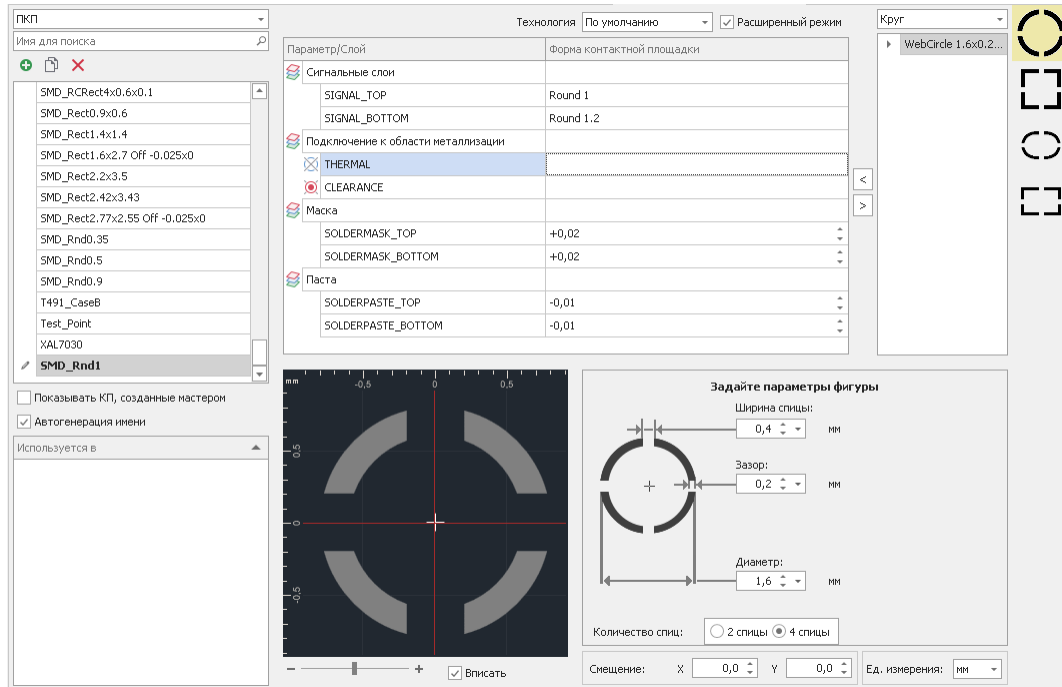 ПКП
Имя для поиска
SMD_RCRect4x0.6x0.1
SMD_Rect0.9x0.6
SMD_Rect1.4x1.4
SMD_Rect1.6x2.7 Off -0.025x0
SMD_Rect2.2x3.5
SMD_Rect2.42x3.43
SMD_Rect2.77x2.55 Off -0.025x0
SMD_Rnd0.35
SMD_Rnd0.5
SMD_Rnd0.9
T491_CaseB
Test_Point
XAL7030
SMD_Rnd1
Показывать КП, созданные мастером
Автогенерация имени
Используется в
Технология По умолчанию Расширенный режим
Параметр/Слой Форма контактной площадки
Сигнальные слои
SIGNAL_TOP Round 1
SIGNAL_BOTTOM Round 1.2
Подключение к области металлизации
THERMAL
CLEARANCE
Маска
SOLDERMASK_TOP +0,02
SOLDERMASK_BOTTOM +0,02
Паста
SOLDERPASTE_TOP -0,01
SOLDERPASTE_BOTTOM -0,01
<
>
Круг
WebCircle 1.6x0.2...
mm -0,5 0 0,5
0,5
0
-0,5
Вписать
Задайте параметры фигуры
Ширина спицы:
0,4 мм
Зазор:
0,2 мм
Диаметр:
1,6 мм
Количество спиц: 2 спицы 4 спицы
Смещение: X 0,0 Y 0,0 Ед. измерения: мм